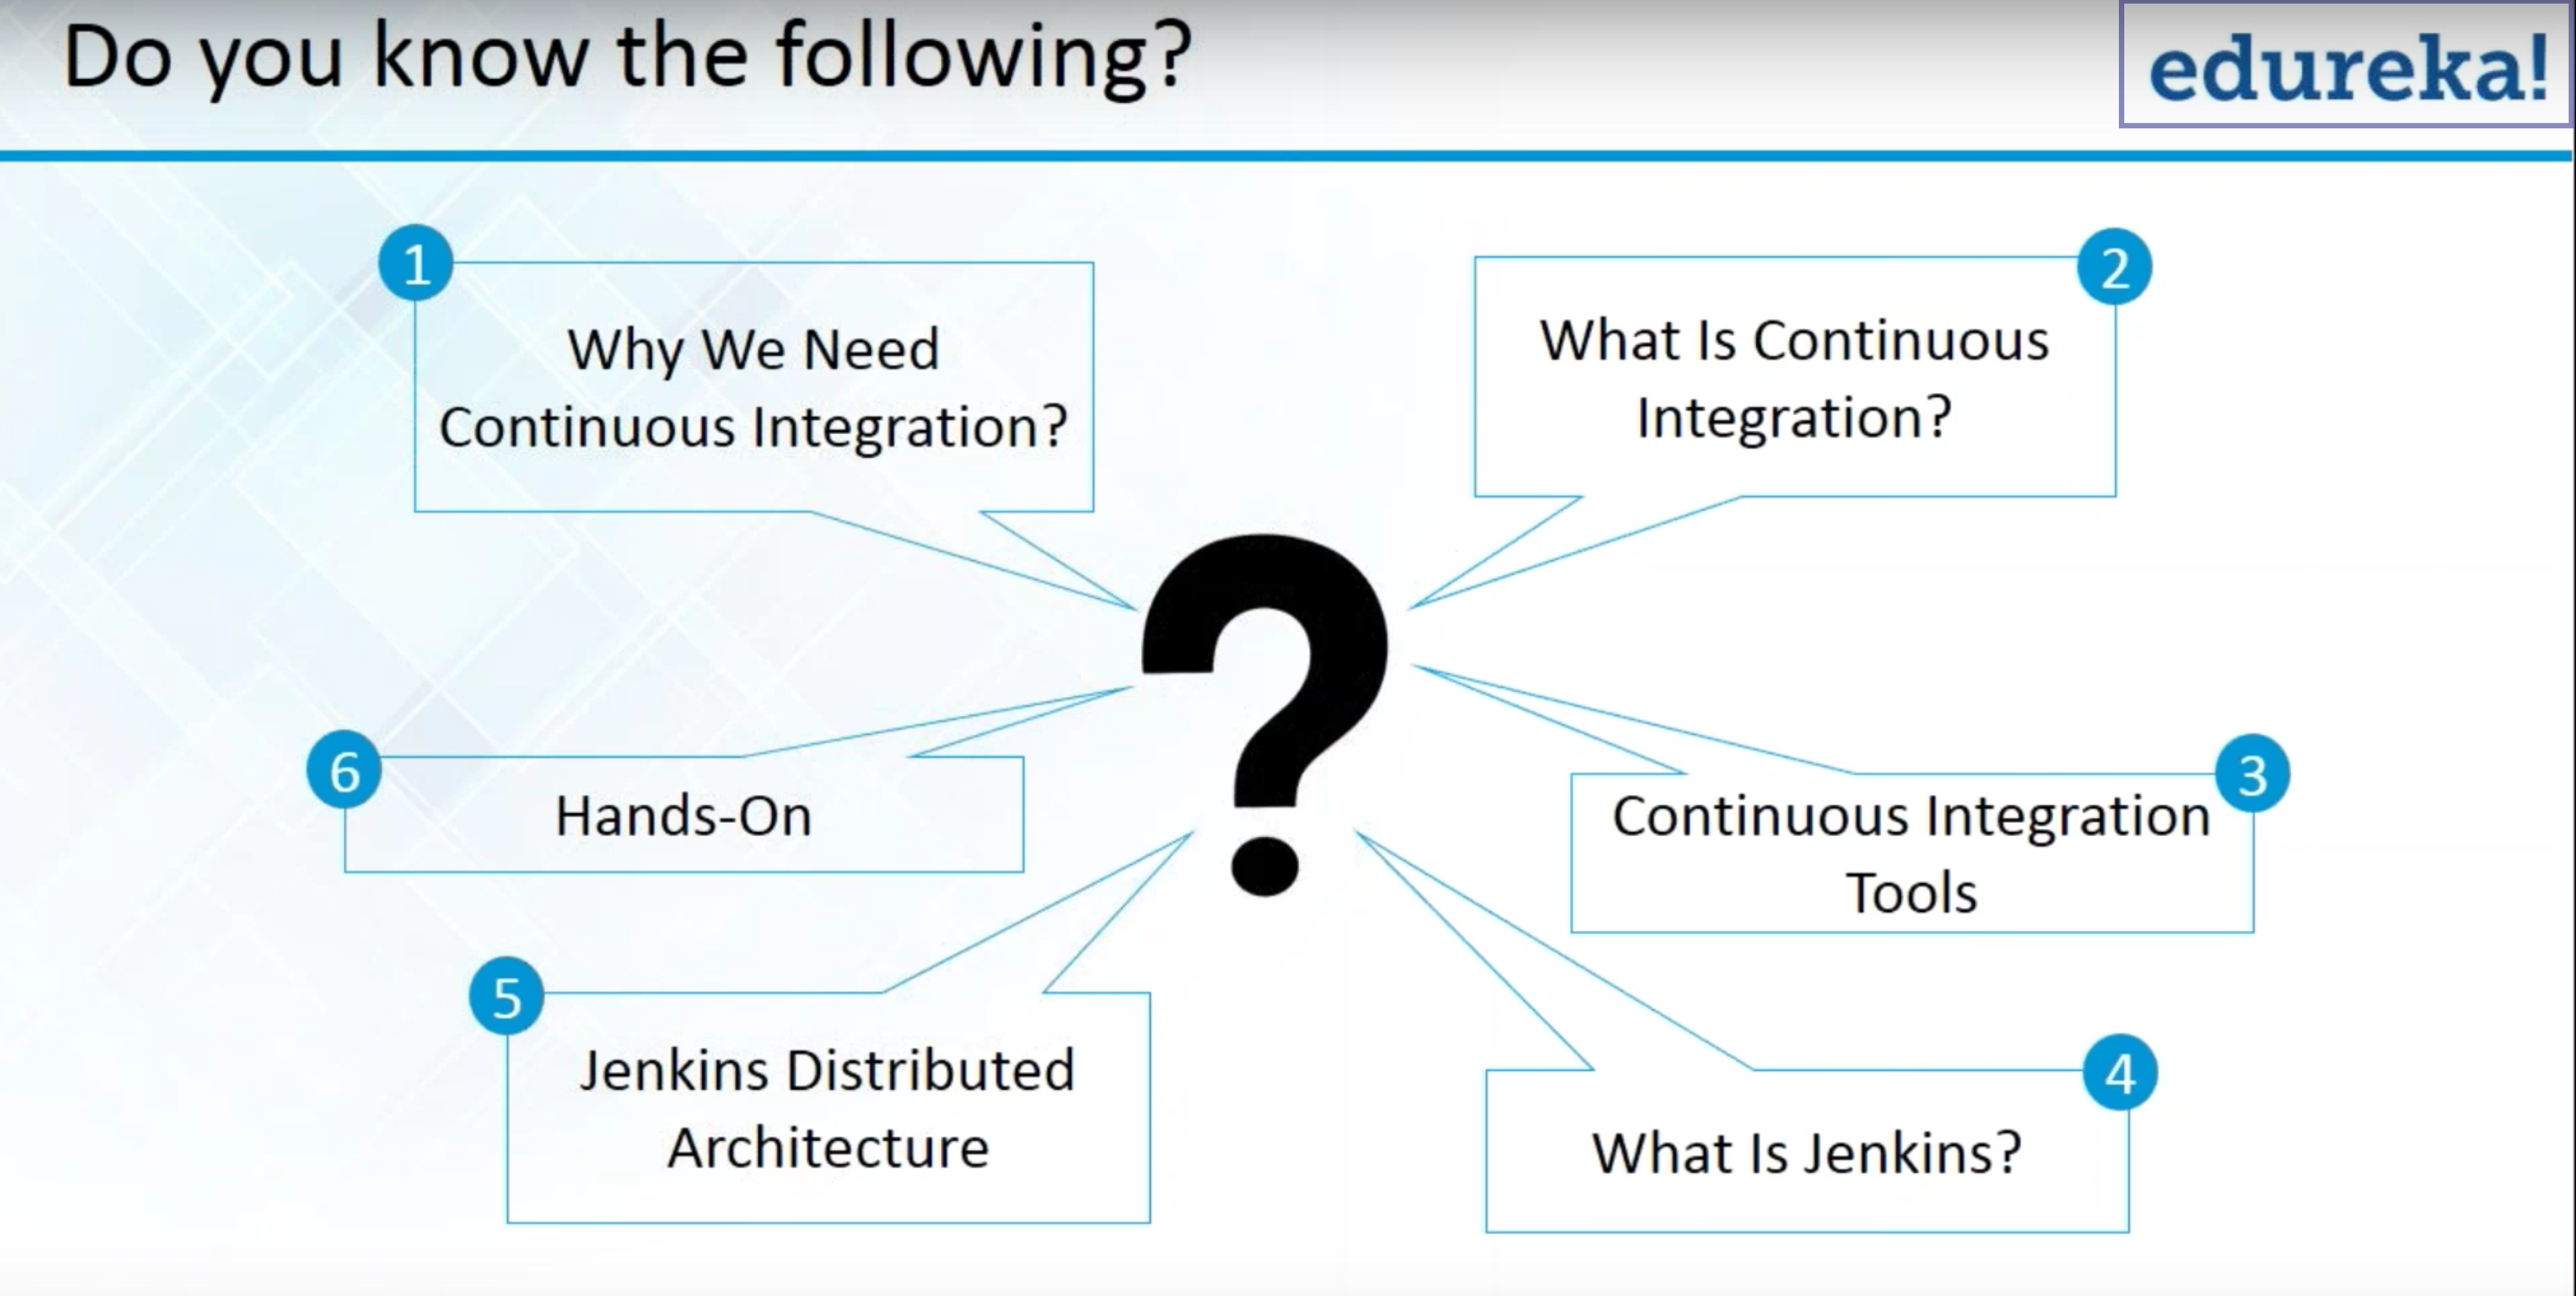 Do you know the following?
edureka!
1
Why We Need
Continuous Integration?
2
What Is Continuous
Integration?
3
Continuous Integration
Tools
4
What Is Jenkins?
5
Jenkins Distributed
Architecture
6
Hands-On
?